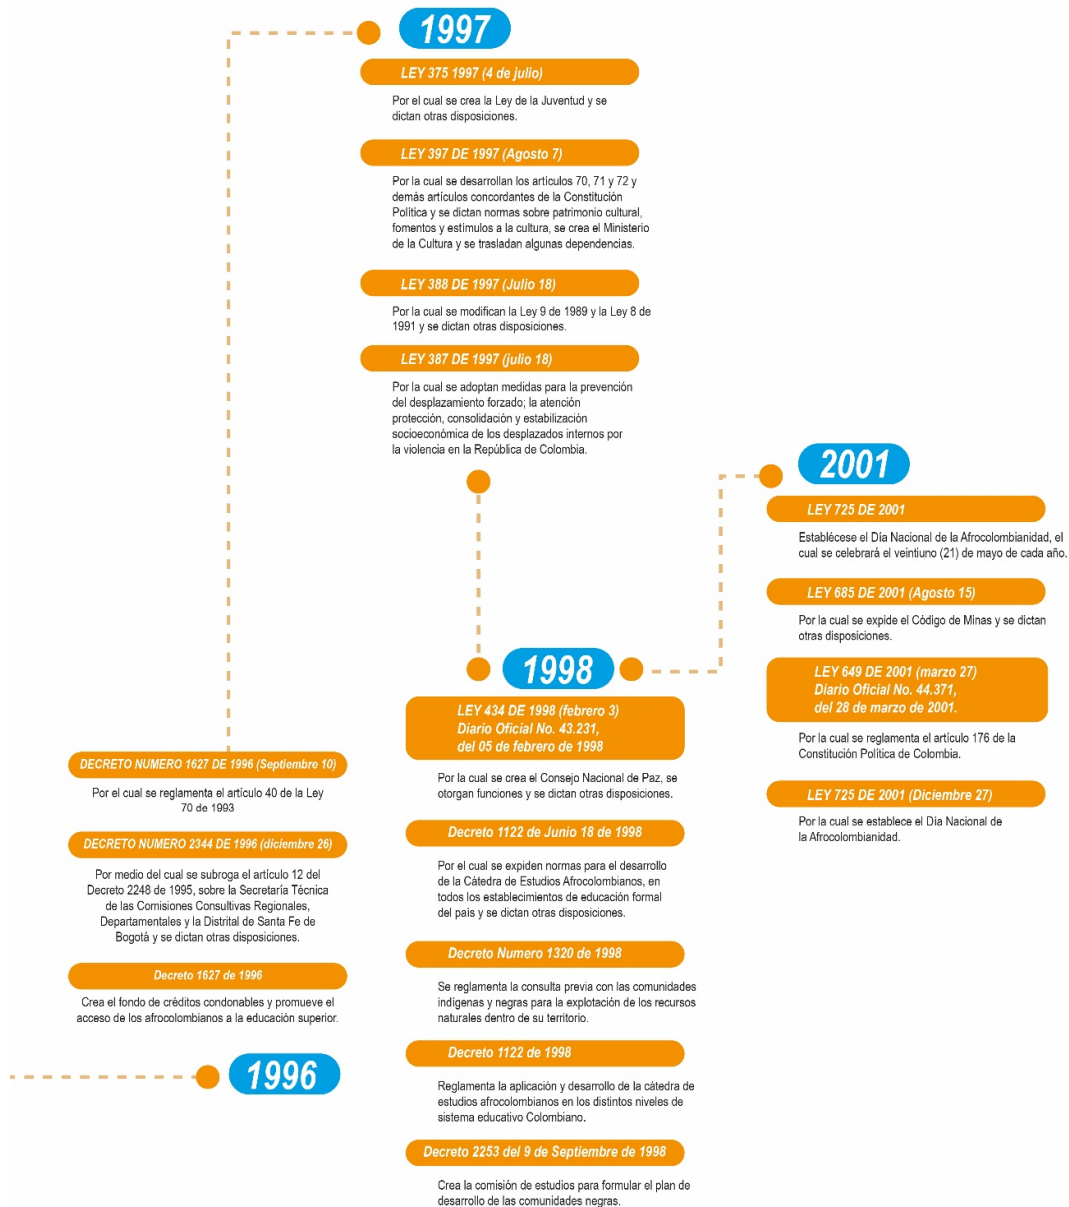 1997
LEY 375 1997 (4 de julio)
Por el cual se crea la Ley de la Juventud y se
dictan otras disposiciones.
LEY 397 DE 1997 (Agosto 7)
Por la cual se desarrollan los artículos 70, 71 y 72 y
demás artículos concordantes de la Constitución
Política y se dictan normas sobre patrimonio cultural,
fomentos y estímulos a la cultura, se crea el Ministerio
de la Cultura y se trasladan algunas dependencias.
LEY 388 DE 1997 (Julio 18)
Por la cual se modifican la Ley 9 de 1989 y la Ley 8 de
1991 y se dictan otras disposiciones.
LEY 387 DE 1997 (julio 18)
Por la cual se adoptan medidas para la prevención
del desplazamiento forzado; la atención
protección, consolidación y estabilización
socioeconómica de los desplazados internos por
la violencia en la República de Colombia.
2001
LEY 725 DE 2001
Establécese el Día Nacional de la Afrocolombianidad, el
cual se celebrará el veintiuno (21) de mayo de cada año.
LEY 685 DE 2001 (Agosto 15)
Por la cual se expide el Código de Minas y se dictan
otras disposiciones.
LEY 649 DE 2001 (marzo 27)
Diario Oficial No. 44.371,
del 28 de marzo de 2001.
Por la cual se reglamenta el artículo 176 de la
Constitución Política de Colombia.
LEY 725 DE 2001 (Diciembre 27)
Por la cual se establece el Día Nacional de
la Afrocolombianidad.
1998
LEY 434 DE 1998 (febrero 3)
Diario Oficial No. 43.231,
del 05 de febrero de 1998
Por la cual se crea el Consejo Nacional de Paz, se
otorgan funciones y se dictan otras disposiciones.
Decreto 1122 de Junio 18 de 1998
Por el cual se expiden normas para el desarrollo
de la Cátedra de Estudios Afrocolombianos, en
todos los establecimientos de educación formal
del país y se dictan otras disposiciones.
Decreto Numero 1320 de 1998
Se reglamenta la consulta previa con las comunidades
indígenas y negras para la explotación de los recursos
naturales dentro de su territorio.
Decreto 1122 de 1998
Reglamenta la aplicación y desarrollo de la cátedra de
estudios afrocolombianos en los distintos niveles de
sistema educativo Colombiano.
Decreto 2253 del 9 de Septiembre de 1998
Crea la comisión de estudios para formular el plan de
desarrollo de las comunidades negras.
DECRETO NUMERO 1627 DE 1996 (Septiembre 10)
Por el cual se reglamenta el artículo 40 de la Ley
70 de 1993
DECRETO NUMERO 2344 DE 1996 (diciembre 26)
Por medio del cual se subroga el artículo 12 del
Decreto 2248 de 1995, sobre la Secretaría Técnica
de las Comisiones Consultivas Regionales,
Departamentales y la Distrital de Santa Fe de
Bogotá y se dictan otras disposiciones.
Decreto 1627 de 1996
Crea el fondo de créditos condonables y promueve el
acceso de los afrocolombianos a la educación superior.
1996